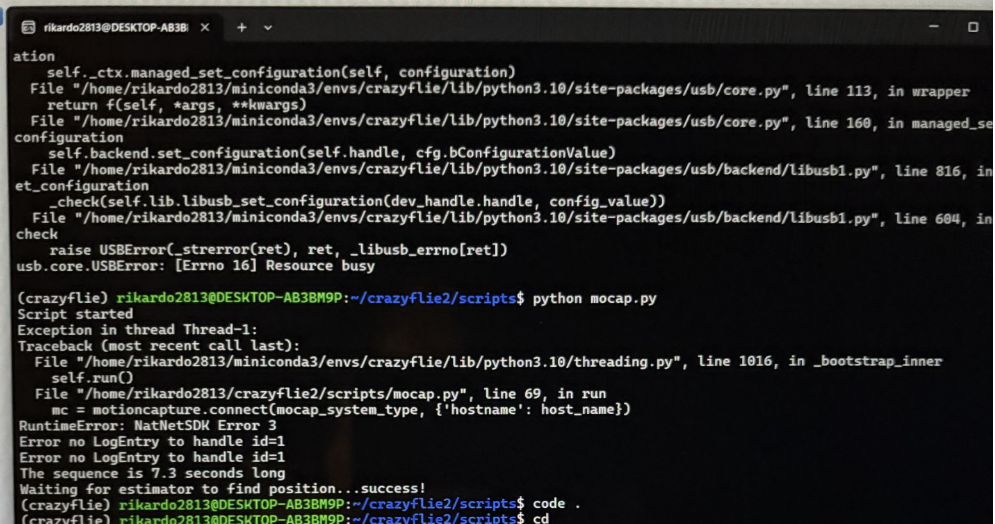 rikardo2813@DESKTOP-AB3B
ation
self._ctx.managed_set_configuration(self, configuration)
File "/home/rikardo2813/miniconda3/envs/crazyflie/lib/python3.10/site-packages/usb/core.py", line 113, in wrapper
return f(self, *args, **kwargs)
File "/home/rikardo2813/miniconda3/envs/crazyflie/lib/python3.10/site-packages/usb/core.py", line 160, in managed_se
configuration
self.backend.set_configuration(self.handle, cfg.bConfigurationValue)
File "/home/rikardo2813/miniconda3/envs/crazyflie/lib/python3.10/site-packages/usb/backend/libusb1.py", line 816, in
et_configuration
_check(self.lib.libusb_set_configuration(dev_handle.handle, config_value))
File "/home/rikardo2813/miniconda3/envs/crazyflie/lib/python3.10/site-packages/usb/backend/libusb1.py", line 604, in
check
raise USBError(_strerror(ret), ret, _libusb_errno[ret])
usb.core.USBError: [Errno 16] Resource busy
(crazyflie) rikardo2813@DESKTOP-AB3BM9P:~/crazyflie2/scripts$ python mocap.py
Script started
Exception in thread Thread-1:
Traceback (most recent call last):
File "/home/rikardo2813/miniconda3/envs/crazyflie/lib/python3.10/threading.py", line 1016, in _bootstrap_inner
self.run()
File "/home/rikardo2813/crazyflie2/scripts/mocap.py", line 69, in run
mc = motioncapture.connect(mocap_system_type, {'hostname': host_name})
RuntimeError: NatNetSDK Error 3
Error no LogEntry to handle id=1
Error no LogEntry to handle id=1
The sequence is 7.3 seconds long
Waiting for estimator to find position...success!
(crazyflie) rikardo2813@DESKTOP-AB3BM9P:~/crazyflie2/scripts$ code .
(crazyflie) rikardo2813@DESKTOP-AB3BM9P:~/crazyflie2/scripts$ cd